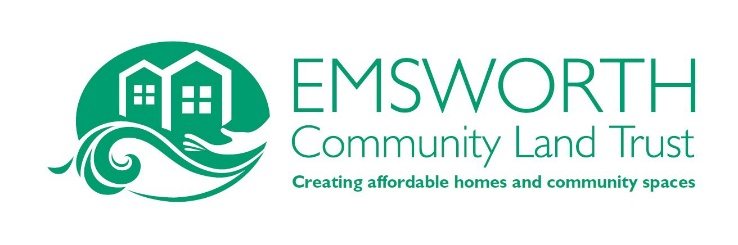 EMSWORTH
Community Land Trust
Creating affordable homes and community spaces